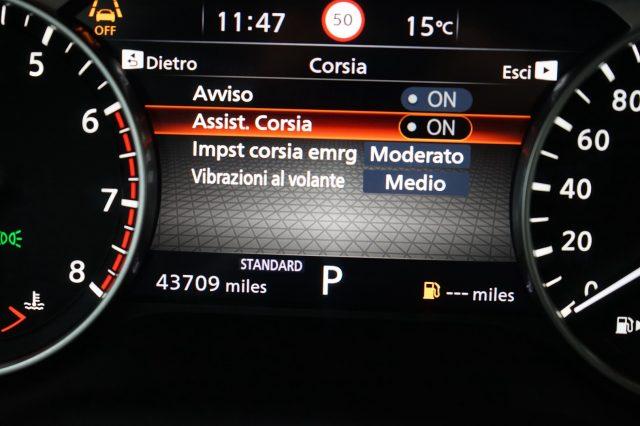 OFF
11:47
50
15°C
Dietro
Corsia
Esci
Avviso
ON
Assist. Corsia
ON
Impst corsia emrg
Moderato
Vibrazioni al volante
Medio
STANDARD
43709 miles
P
--- miles
5
6
7
8
80
60
40
20
0